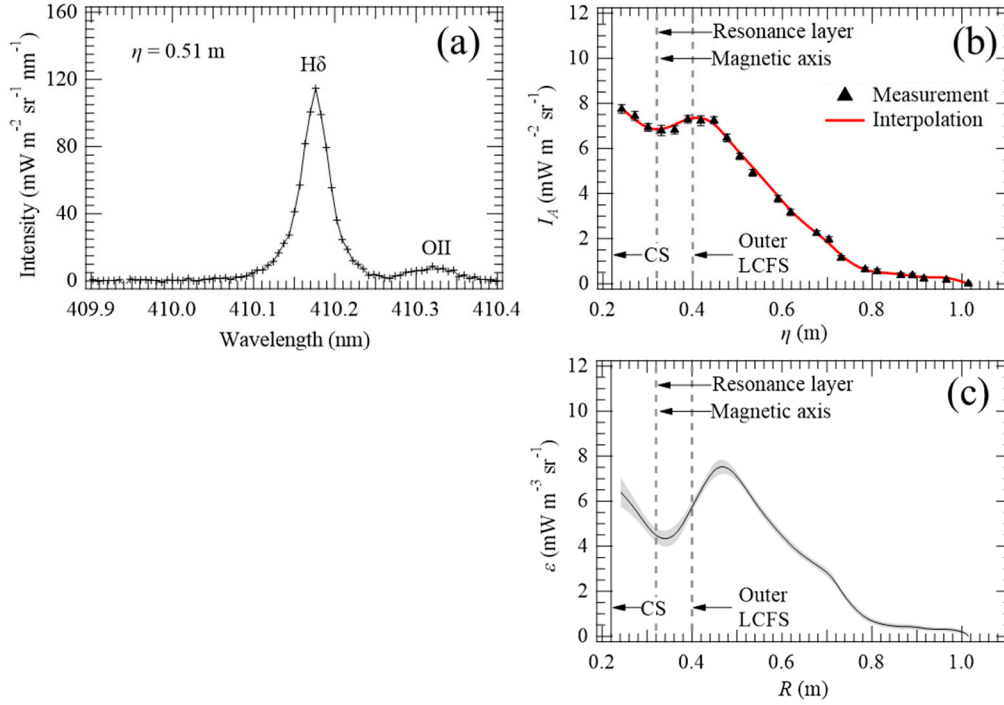 (a)
η = 0.51 m
Hδ
OII
Intensity (mW m⁻² sr⁻¹ nm⁻¹)
160
120
80
40
0
409.9
410.0
410.1
410.2
410.3
410.4
Wavelength (nm)
(b)
Resonance layer
Magnetic axis
Measurement
Interpolation
CS
Outer
LCFS
I_A (mW m⁻² sr⁻¹)
12
10
8
6
4
2
0
0.2
0.4
0.6
0.8
1.0
η (m)
(c)
Resonance layer
Magnetic axis
CS
Outer
LCFS
ε (mW m⁻³ sr⁻¹)
12
10
8
6
4
2
0
0.2
0.4
0.6
0.8
1.0
R (m)